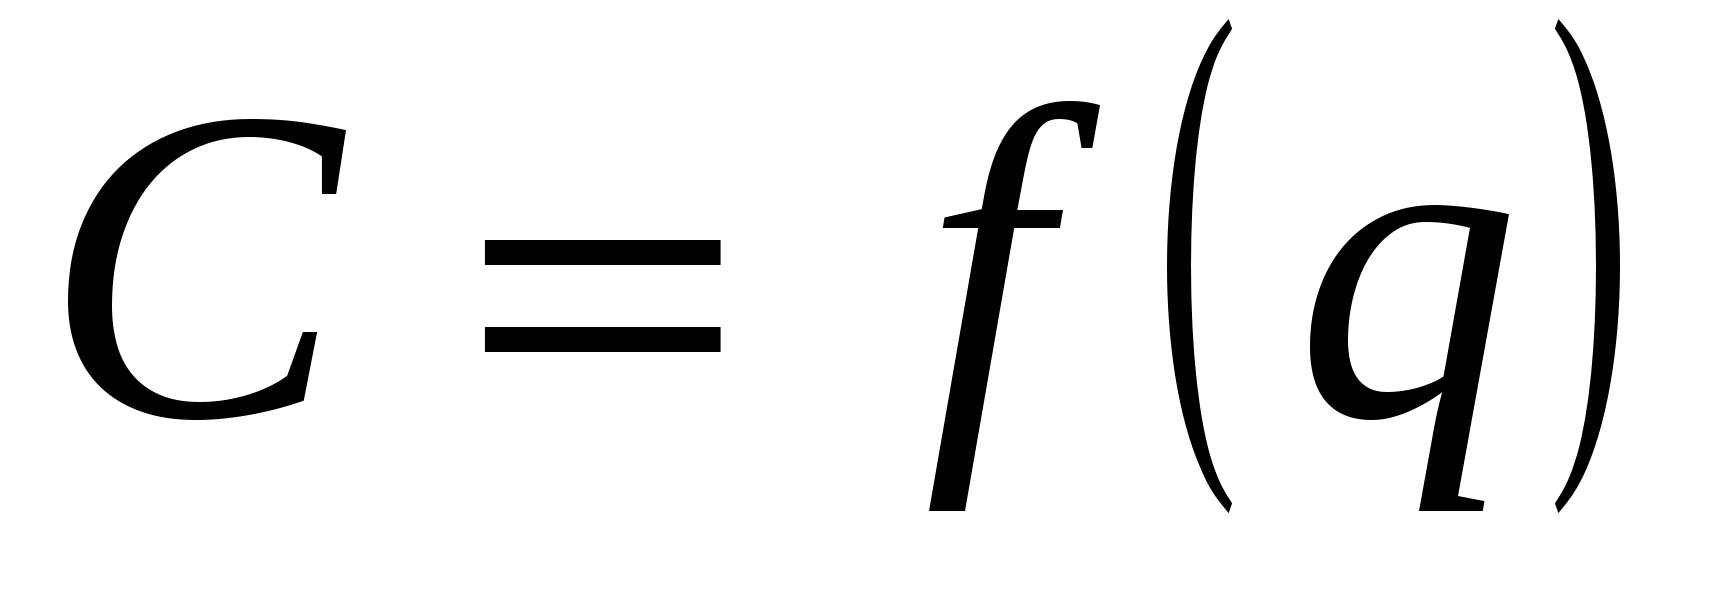 C = f(q)